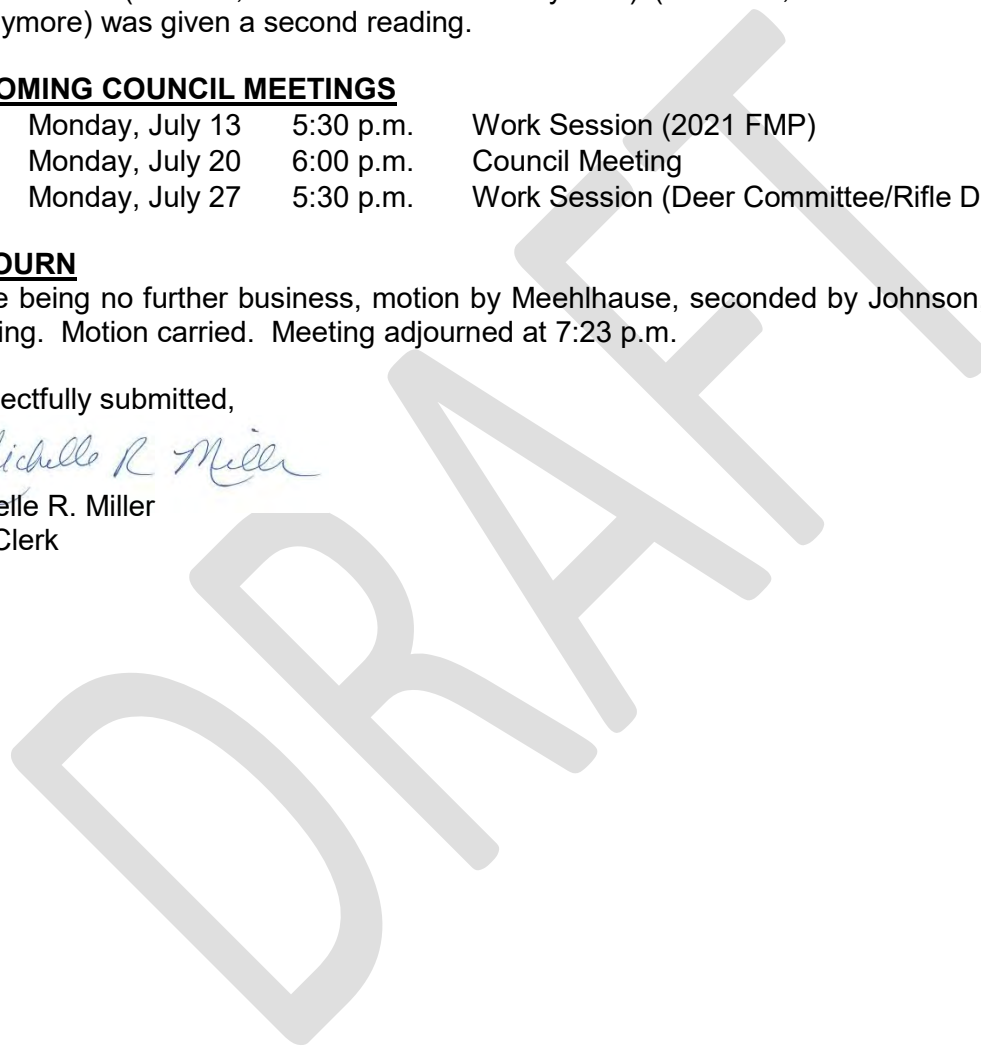 ymore) was given a second reading.
OMING COUNCIL MEETINGS
Monday, July 13 5:30 p.m. Work Session (2021 FMP)
Monday, July 20 6:00 p.m. Council Meeting
Monday, July 27 5:30 p.m. Work Session (Deer Committee/Rifle D
OURN
e being no further business, motion by Meehlhause, seconded by Johnson
ing. Motion carried. Meeting adjourned at 7:23 p.m.
ectfully submitted,
ichelle R Miller
elle R. Miller
Clerk
DRAFT